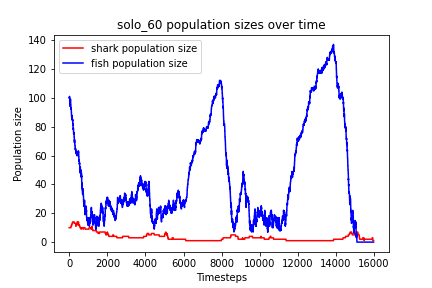 solo_60 population sizes over time
shark population size
fish population size
Population size
140
120
100
80
60
40
20
0
0 2000 4000 6000 8000 10000 12000 14000 16000
Timesteps